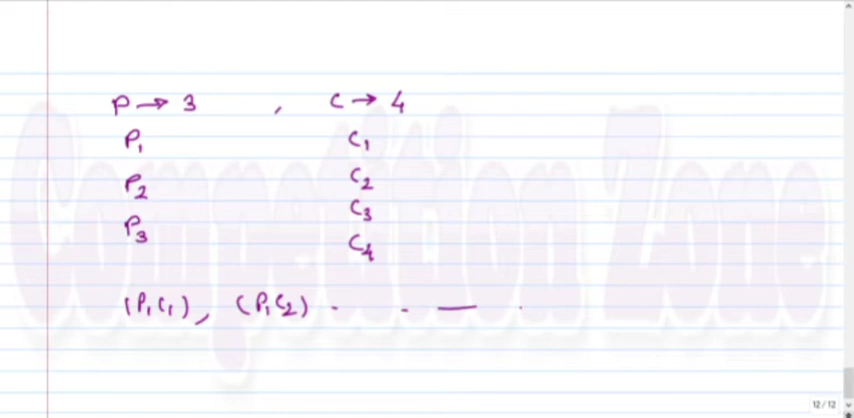 P → 3 , C → 4
P₁ C₁
P₂ C₂
P₃ C₃
C₄
(P₁C₁), (P₁C₂) - - — .
Competition Zone
12/12